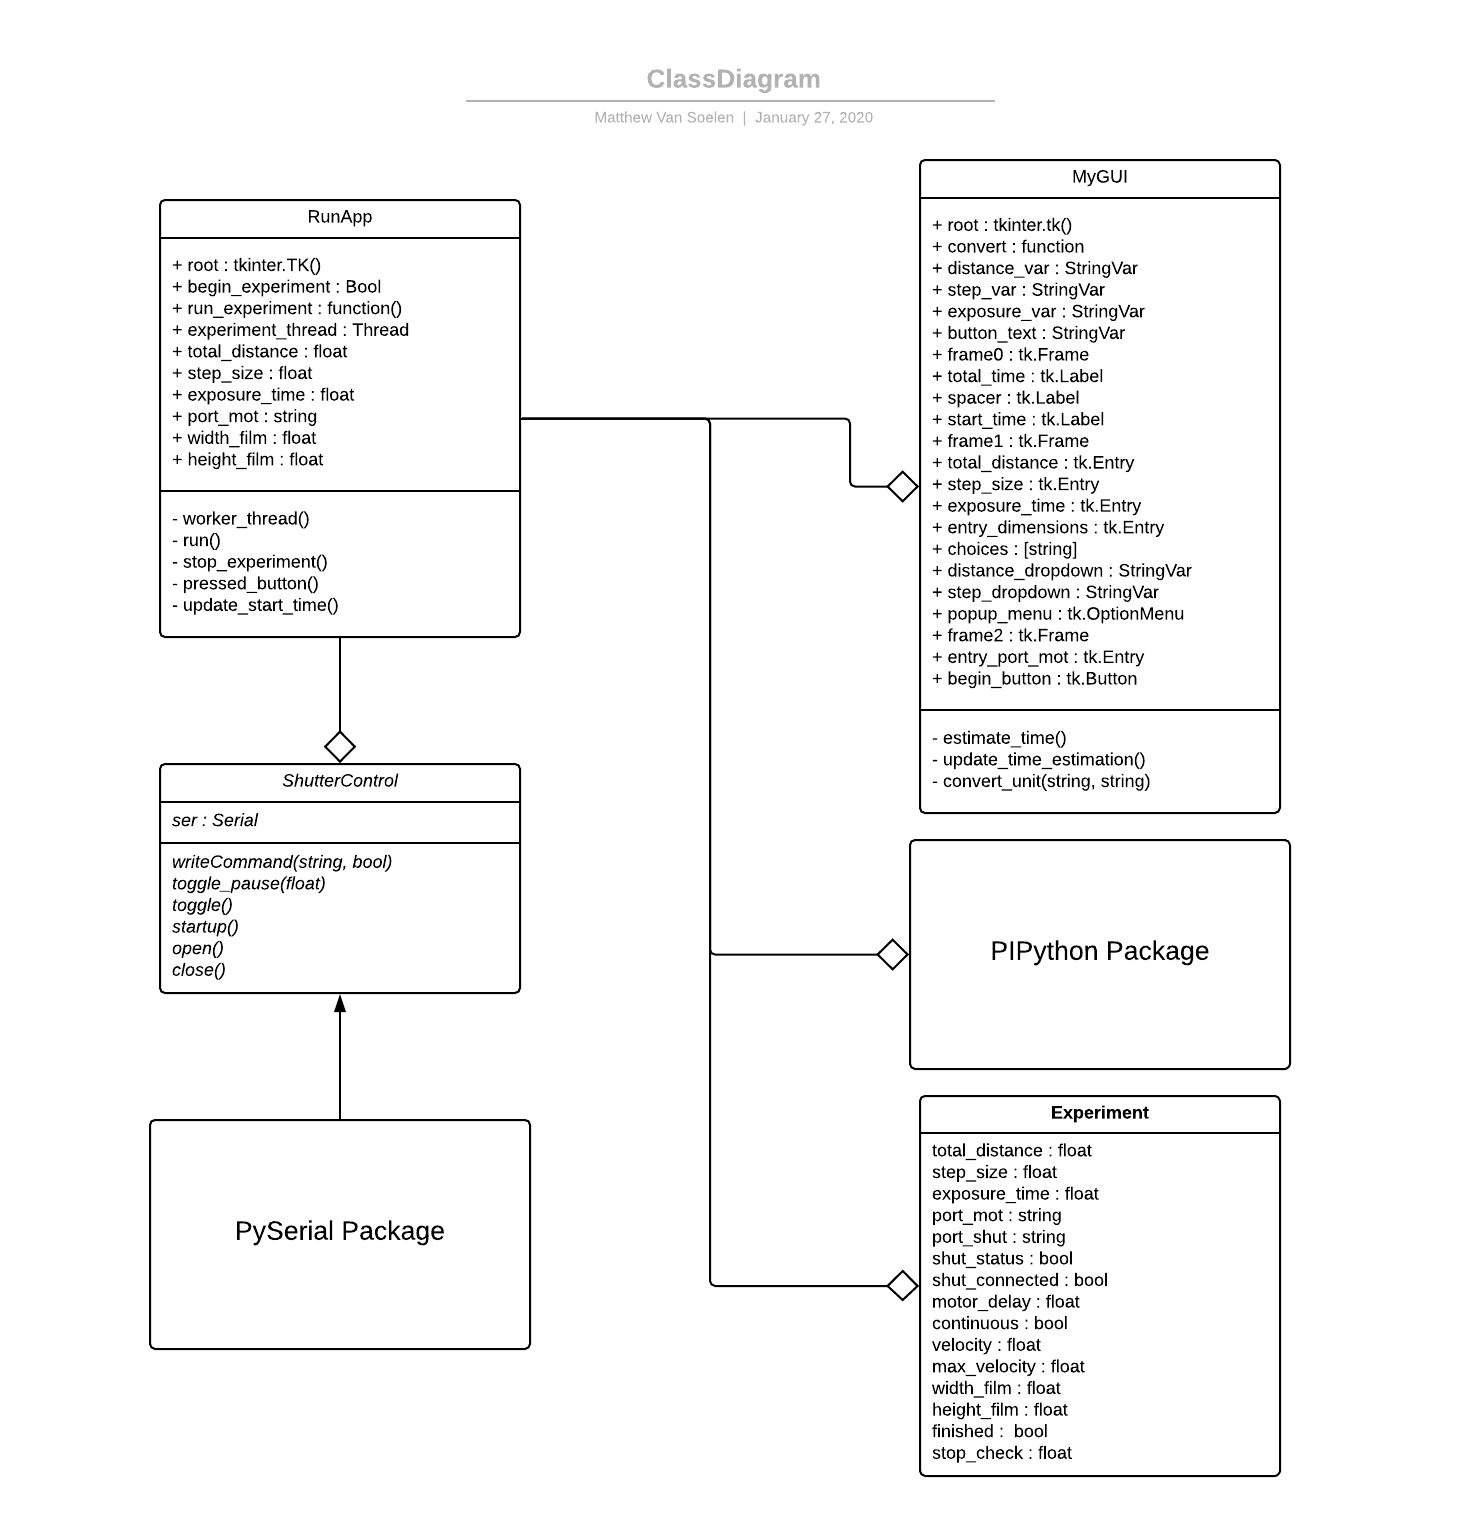 ClassDiagram
Matthew Van Soelen | January 27, 2020
RunApp
+ root : tkinter.TK()
+ begin_experiment : Bool
+ run_experiment : function()
+ experiment_thread : Thread
+ total_distance : float
+ step_size : float
+ exposure_time : float
+ port_mot : string
+ width_film : float
+ height_film : float
- worker_thread()
- run()
- stop_experiment()
- pressed_button()
- update_start_time()
ShutterControl
ser : Serial
writeCommand(string, bool)
toggle_pause(float)
toggle()
startup()
open()
close()
PySerial Package
MyGUI
+ root : tkinter.tk()
+ convert : function
+ distance_var : StringVar
+ step_var : StringVar
+ exposure_var : StringVar
+ button_text : StringVar
+ frame0 : tk.Frame
+ total_time : tk.Label
+ spacer : tk.Label
+ start_time : tk.Label
+ frame1 : tk.Frame
+ total_distance : tk.Entry
+ step_size : tk.Entry
+ exposure_time : tk.Entry
+ entry_dimensions : tk.Entry
+ choices : [string]
+ distance_dropdown : StringVar
+ step_dropdown : StringVar
+ popup_menu : tk.OptionMenu
+ frame2 : tk.Frame
+ entry_port_mot : tk.Entry
+ begin_button : tk.Button
- estimate_time()
- update_time_estimation()
- convert_unit(string, string)
PIPython Package
Experiment
total_distance : float
step_size : float
exposure_time : float
port_mot : string
port_shut : string
shut_status : bool
shut_connected : bool
motor_delay : float
continuous : bool
velocity : float
max_velocity : float
width_film : float
height_film : float
finished :  bool
stop_check : float